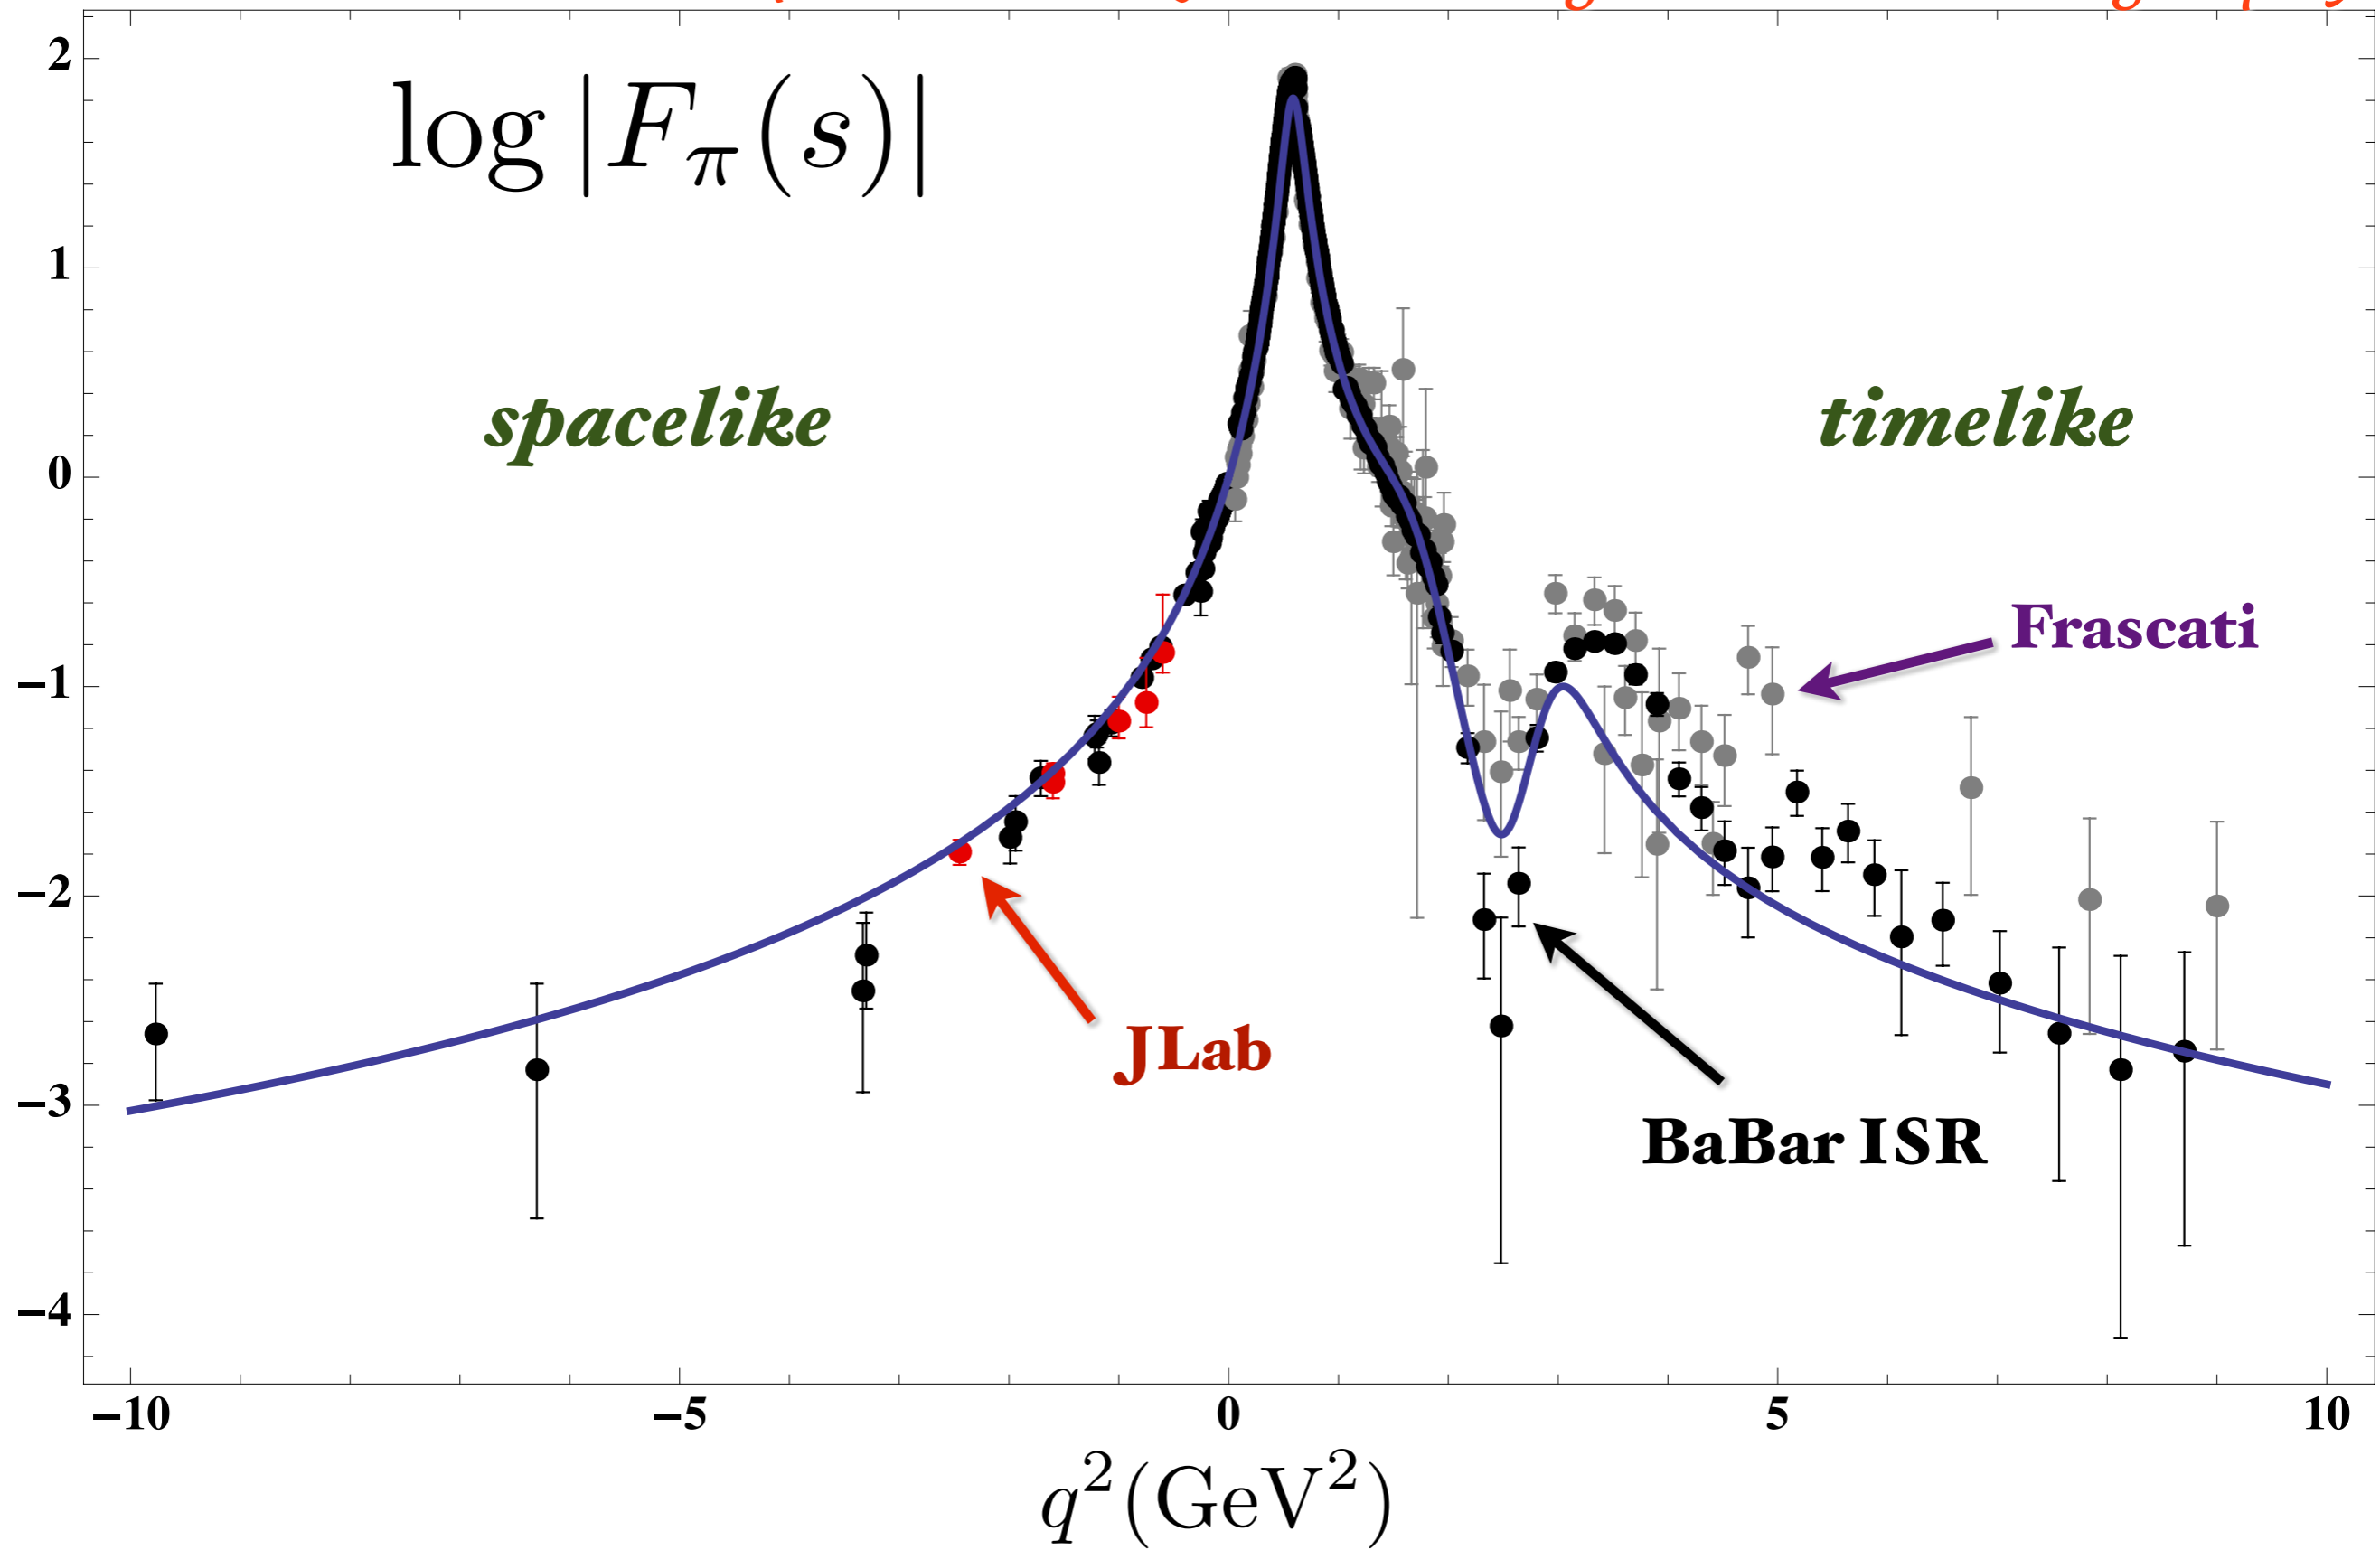 log |Fπ(s)|
2
1
0
−1
−2
−3
−4
spacelike
timelike
Frascati
JLab
BaBar ISR
−10 −5 0 5 10
q²(GeV²)